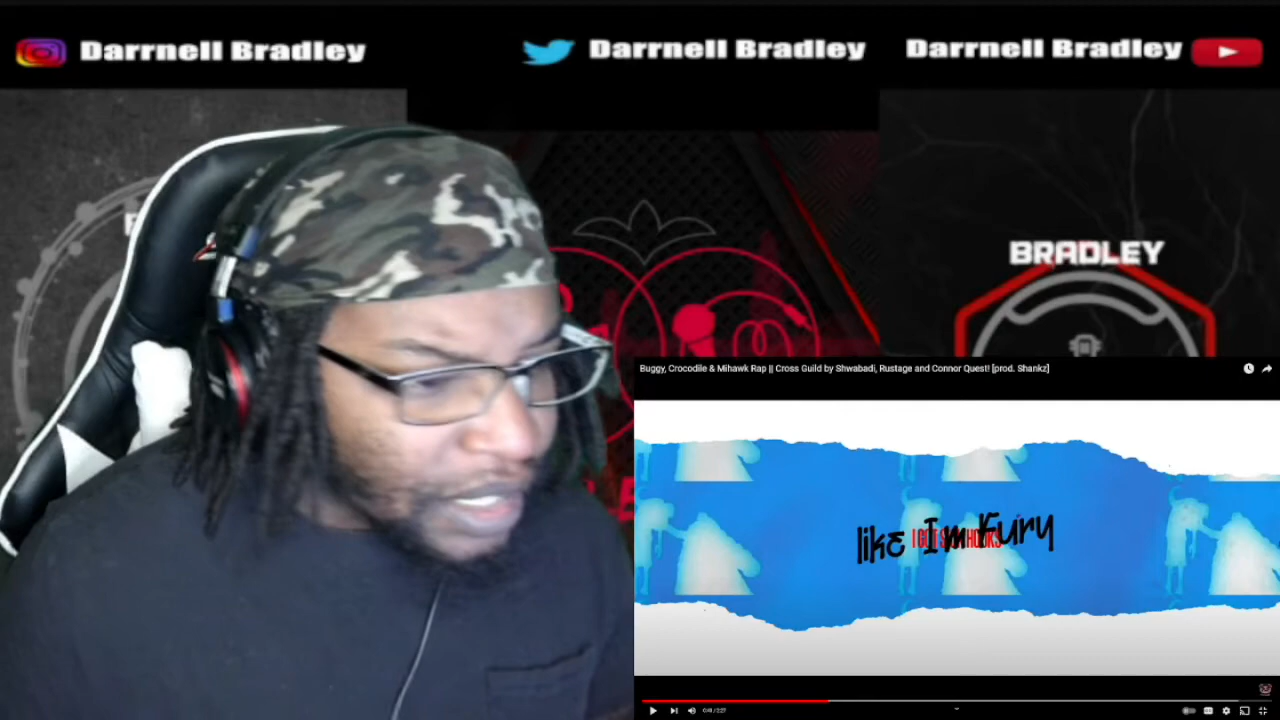 Darrnell Bradley
Darrnell Bradley
Darrnell Bradley
BRADLEY
Buggy, Crocodile & Mihawk Rap || Cross Guild by Shwabadi, Rustage and Connor Quest! [prod. Shankz]
like Im Fury